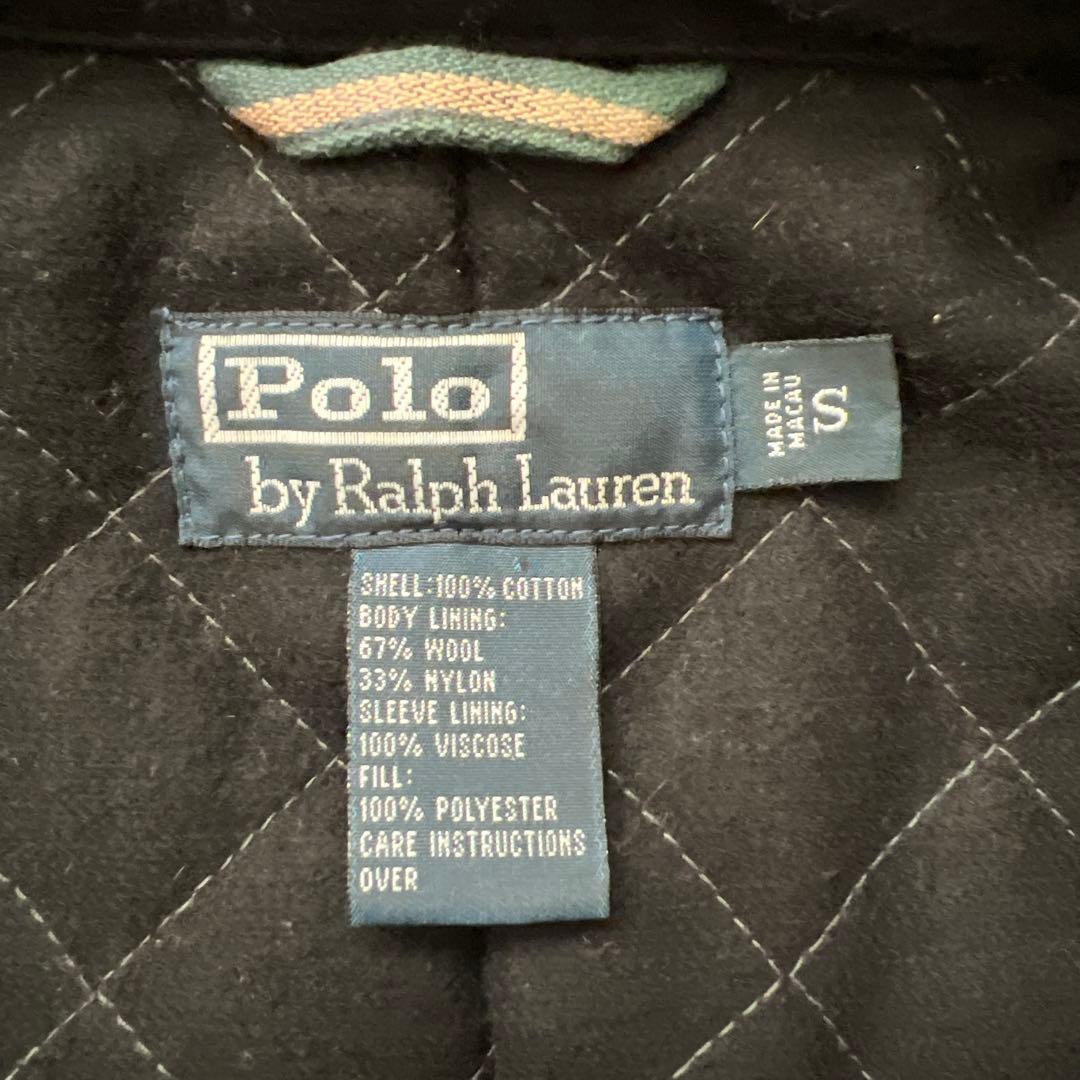 Polo
by Ralph Lauren
MADE IN
MACAU
S
SHELL:100% COTTON
BODY LINING:
67% WOOL
33% NYLON
SLEEVE LINING:
100% VISCOSE
FILL:
100% POLYESTER
CARE INSTRUCTIONS
OVER